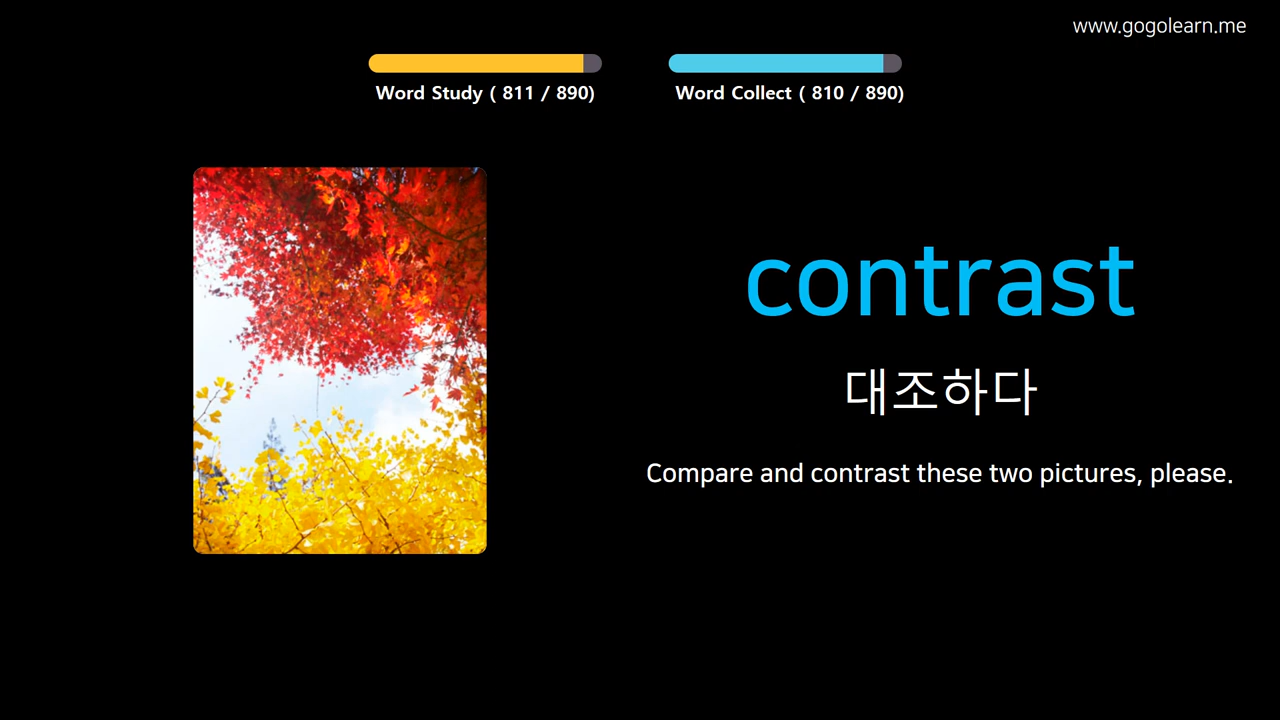 www.gogolearn.me
Word Study ( 811 / 890)
Word Collect ( 810 / 890)
contrast
대조하다
Compare and contrast these two pictures, please.